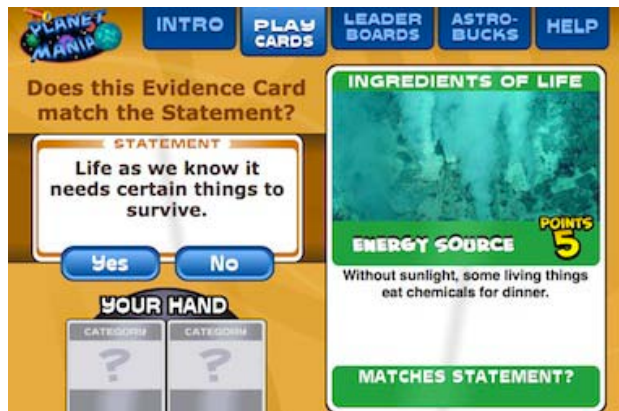 PLANET
MANIA
INTRO
PLAY
CARDS
LEADER
BOARDS
ASTRO-
BUCKS
HELP
Does this Evidence Card
match the Statement?
STATEMENT
Life as we know it
needs certain things to
survive.
Yes
No
YOUR HAND
CATEGORY
?
CATEGORY
?
INGREDIENTS OF LIFE
ENERGY SOURCE
POINTS
5
Without sunlight, some living things
eat chemicals for dinner.
MATCHES STATEMENT?